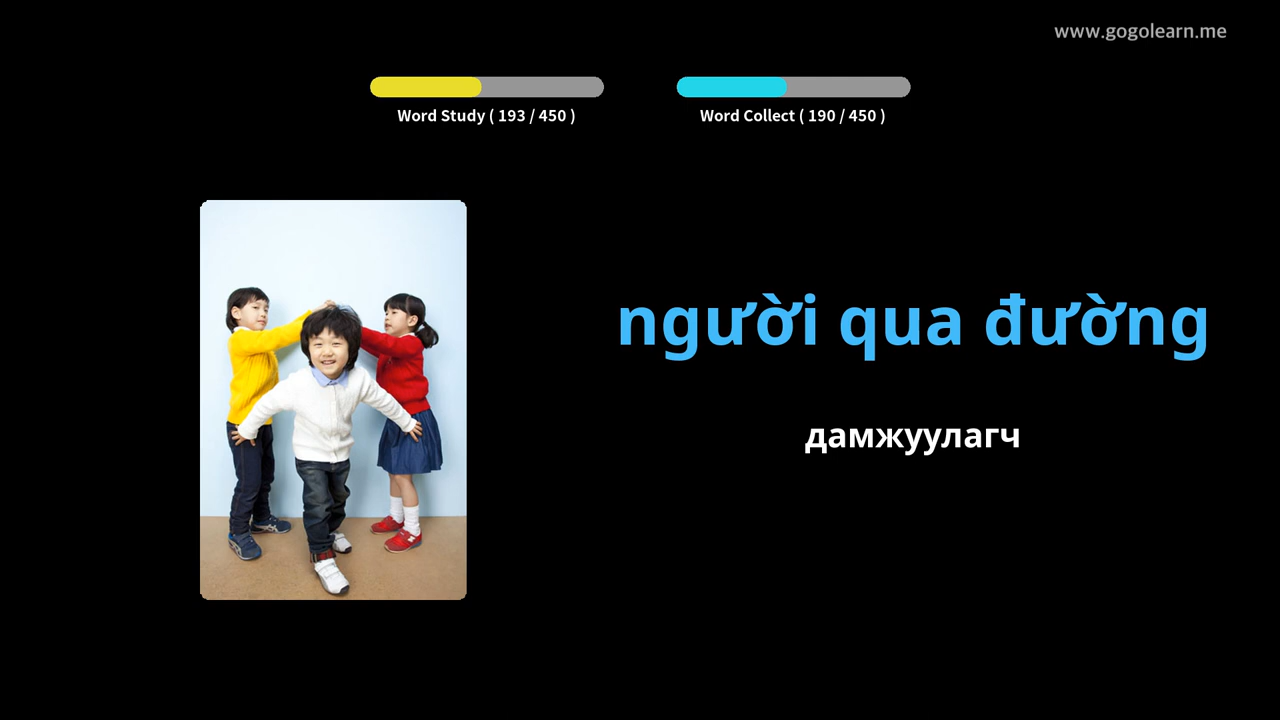 www.gogolearn.me
Word Study ( 193 / 450 )
Word Collect ( 190 / 450 )
người qua đường
дамжуулагч